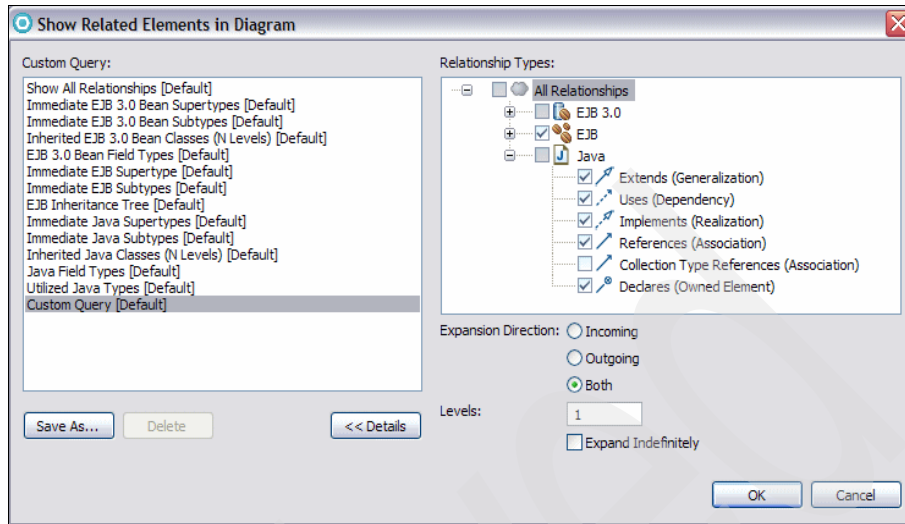 Show Related Elements in Diagram
Custom Query:
Show All Relationships [Default]
Immediate EJB 3.0 Bean Supertypes [Default]
Immediate EJB 3.0 Bean Subtypes [Default]
Inherited EJB 3.0 Bean Classes (N Levels) [Default]
EJB 3.0 Bean Field Types [Default]
Immediate EJB Supertype [Default]
Immediate EJB Subtypes [Default]
EJB Inheritance Tree [Default]
Immediate Java Supertypes [Default]
Immediate Java Subtypes [Default]
Inherited Java Classes (N Levels) [Default]
Java Field Types [Default]
Utilized Java Types [Default]
Custom Query [Default]
Save As...
Delete
<< Details
Relationship Types:
All Relationships
EJB 3.0
EJB
Java
Extends (Generalization)
Uses (Dependency)
Implements (Realization)
References (Association)
Collection Type References (Association)
Declares (Owned Element)
Expansion Direction:
Incoming
Outgoing
Both
Levels:
1
Expand Indefinitely
OK
Cancel